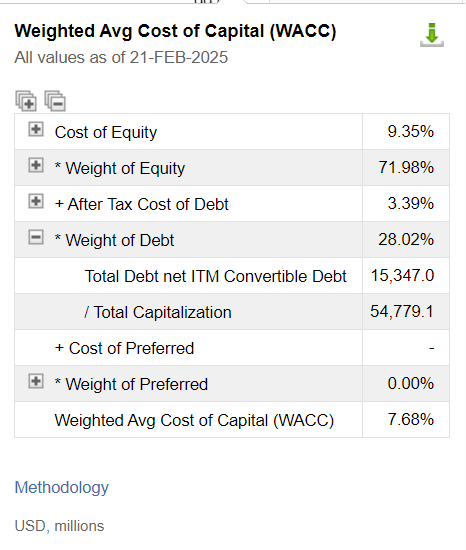 Weighted Avg Cost of Capital (WACC)
All values as of 21-FEB-2025
Cost of Equity 9.35%
* Weight of Equity 71.98%
+ After Tax Cost of Debt 3.39%
* Weight of Debt 28.02%
Total Debt net ITM Convertible Debt 15,347.0
/ Total Capitalization 54,779.1
+ Cost of Preferred -
* Weight of Preferred 0.00%
Weighted Avg Cost of Capital (WACC) 7.68%
Methodology
USD, millions